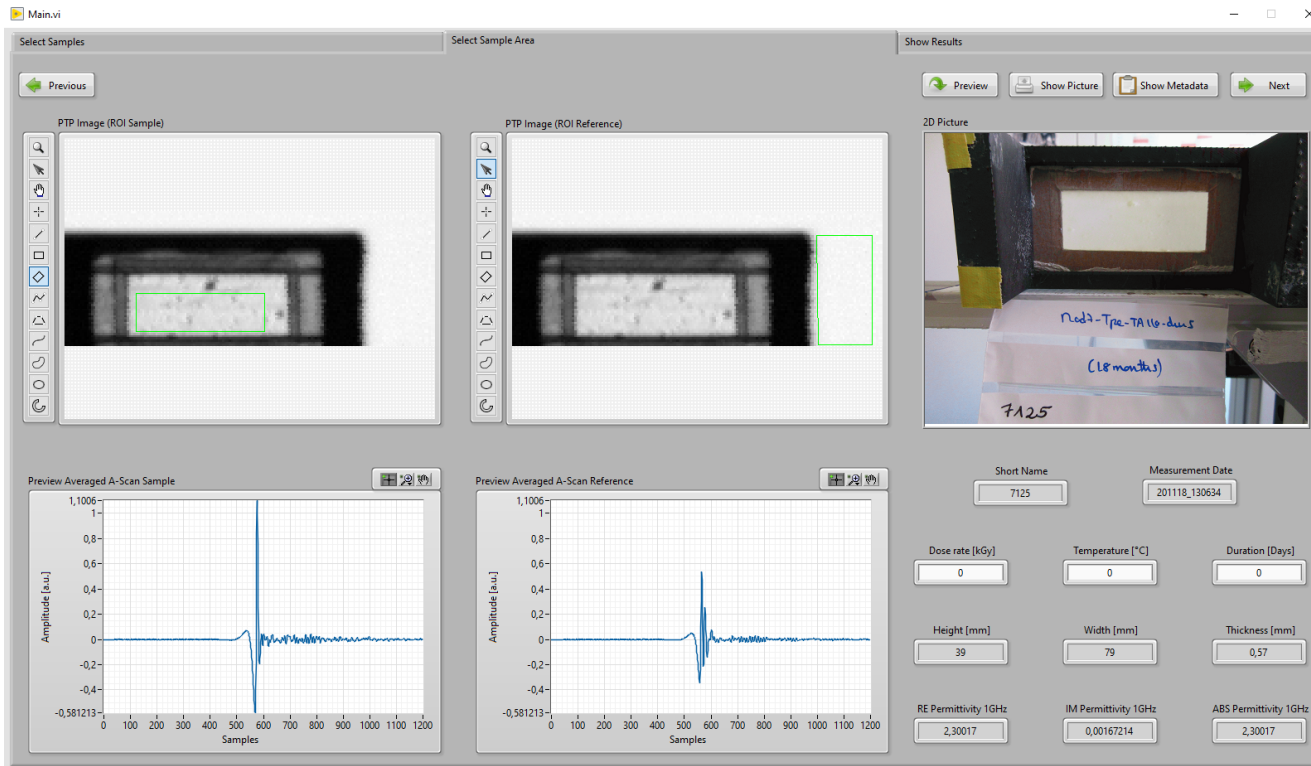 Main.vi
Select Samples
Select Sample Area
Show Results
Previous
Preview
Show Picture
Show Metadata
Next
PTP Image (ROI Sample)
PTP Image (ROI Reference)
2D Picture
(18 months)
7125
Preview Averaged A-Scan Sample
1,1006
1
0,8
0,6
0,4
0,2
0
-0,2
-0,4
-0,581213
Amplitude [a.u.]
0 100 200 300 400 500 600 700 800 900 1000 1100 1200
Samples
Preview Averaged A-Scan Reference
1,1006
1
0,8
0,6
0,4
0,2
0
-0,2
-0,4
-0,581213
Amplitude [a.u.]
0 100 200 300 400 500 600 700 800 900 1000 1100 1200
Samples
Short Name
7125
Measurement Date
201118_130634
Dose rate [kGy]
0
Temperature [°C]
0
Duration [Days]
0
Height [mm]
39
Width [mm]
79
Thickness [mm]
0,57
RE Permittivity 1GHz
2,30017
IM Permittivity 1GHz
0,00167214
ABS Permittivity 1GHz
2,30017